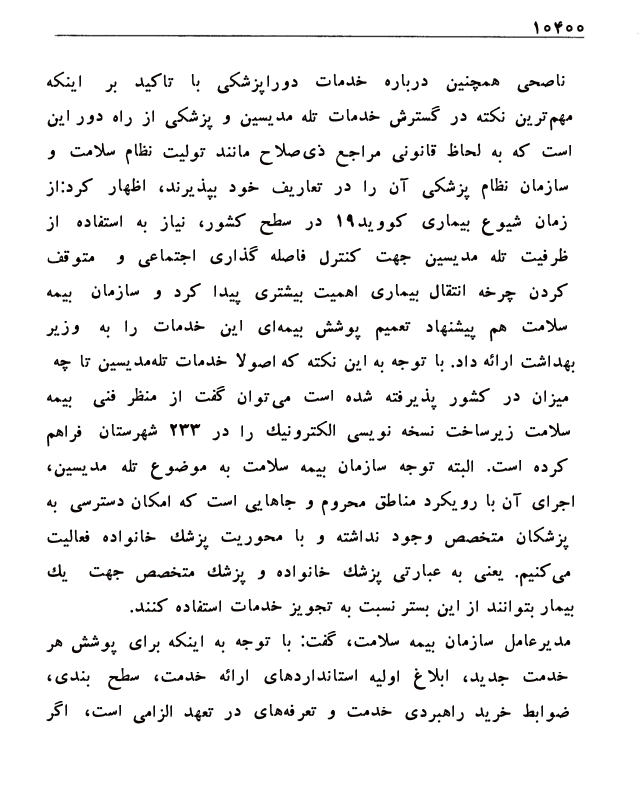 ۱۰۴۰۰
ناصحی همچنین درباره خدمات دوراپزشکی با تاکید بر اینکه
مهم‌ترین نکته در گسترش خدمات تله مدیسین و پزشکی از راه دور این
است که به لحاظ قانونی مراجع ذی‌صلاح مانند تولیت نظام سلامت و
سازمان نظام پزشکی آن را در تعاریف خود بپذیرند، اظهار کرد:از
زمان شیوع بیماری کووید۱۹ در سطح کشور، نیاز به استفاده از
ظرفیت تله مدیسین جهت کنترل فاصله گذاری اجتماعی و متوقف
کردن چرخه انتقال بیماری اهمیت بیشتری پیدا کرد و سازمان بیمه
سلامت هم پیشنهاد تعمیم پوشش بیمه‌ای این خدمات را به وزیر
بهداشت ارائه داد. با توجه به این نکته که اصولا خدمات تله‌مدیسین تا چه
میزان در کشور پذیرفته شده است می‌توان گفت از منظر فنی بیمه
سلامت زیرساخت نسخه نویسی الکترونیك را در ۲۳۳ شهرستان فراهم
کرده است. البته توجه سازمان بیمه سلامت به موضوع تله مدیسین،
اجرای آن با رویکرد مناطق محروم و جاهایی است که امکان دسترسی به
پزشکان متخصص وجود نداشته و با محوریت پزشك خانواده فعالیت
می‌کنیم. یعنی به عبارتی پزشك خانواده و پزشك متخصص جهت یك
بیمار بتوانند از این بستر نسبت به تجویز خدمات استفاده کنند.
مدیرعامل سازمان بیمه سلامت، گفت: با توجه به اینکه برای پوشش هر
خدمت جدید، ابلاغ اولیه استانداردهای ارائه خدمت، سطح بندی،
ضوابط خرید راهبردی خدمت و تعرفه‌های در تعهد الزامی است، اگر